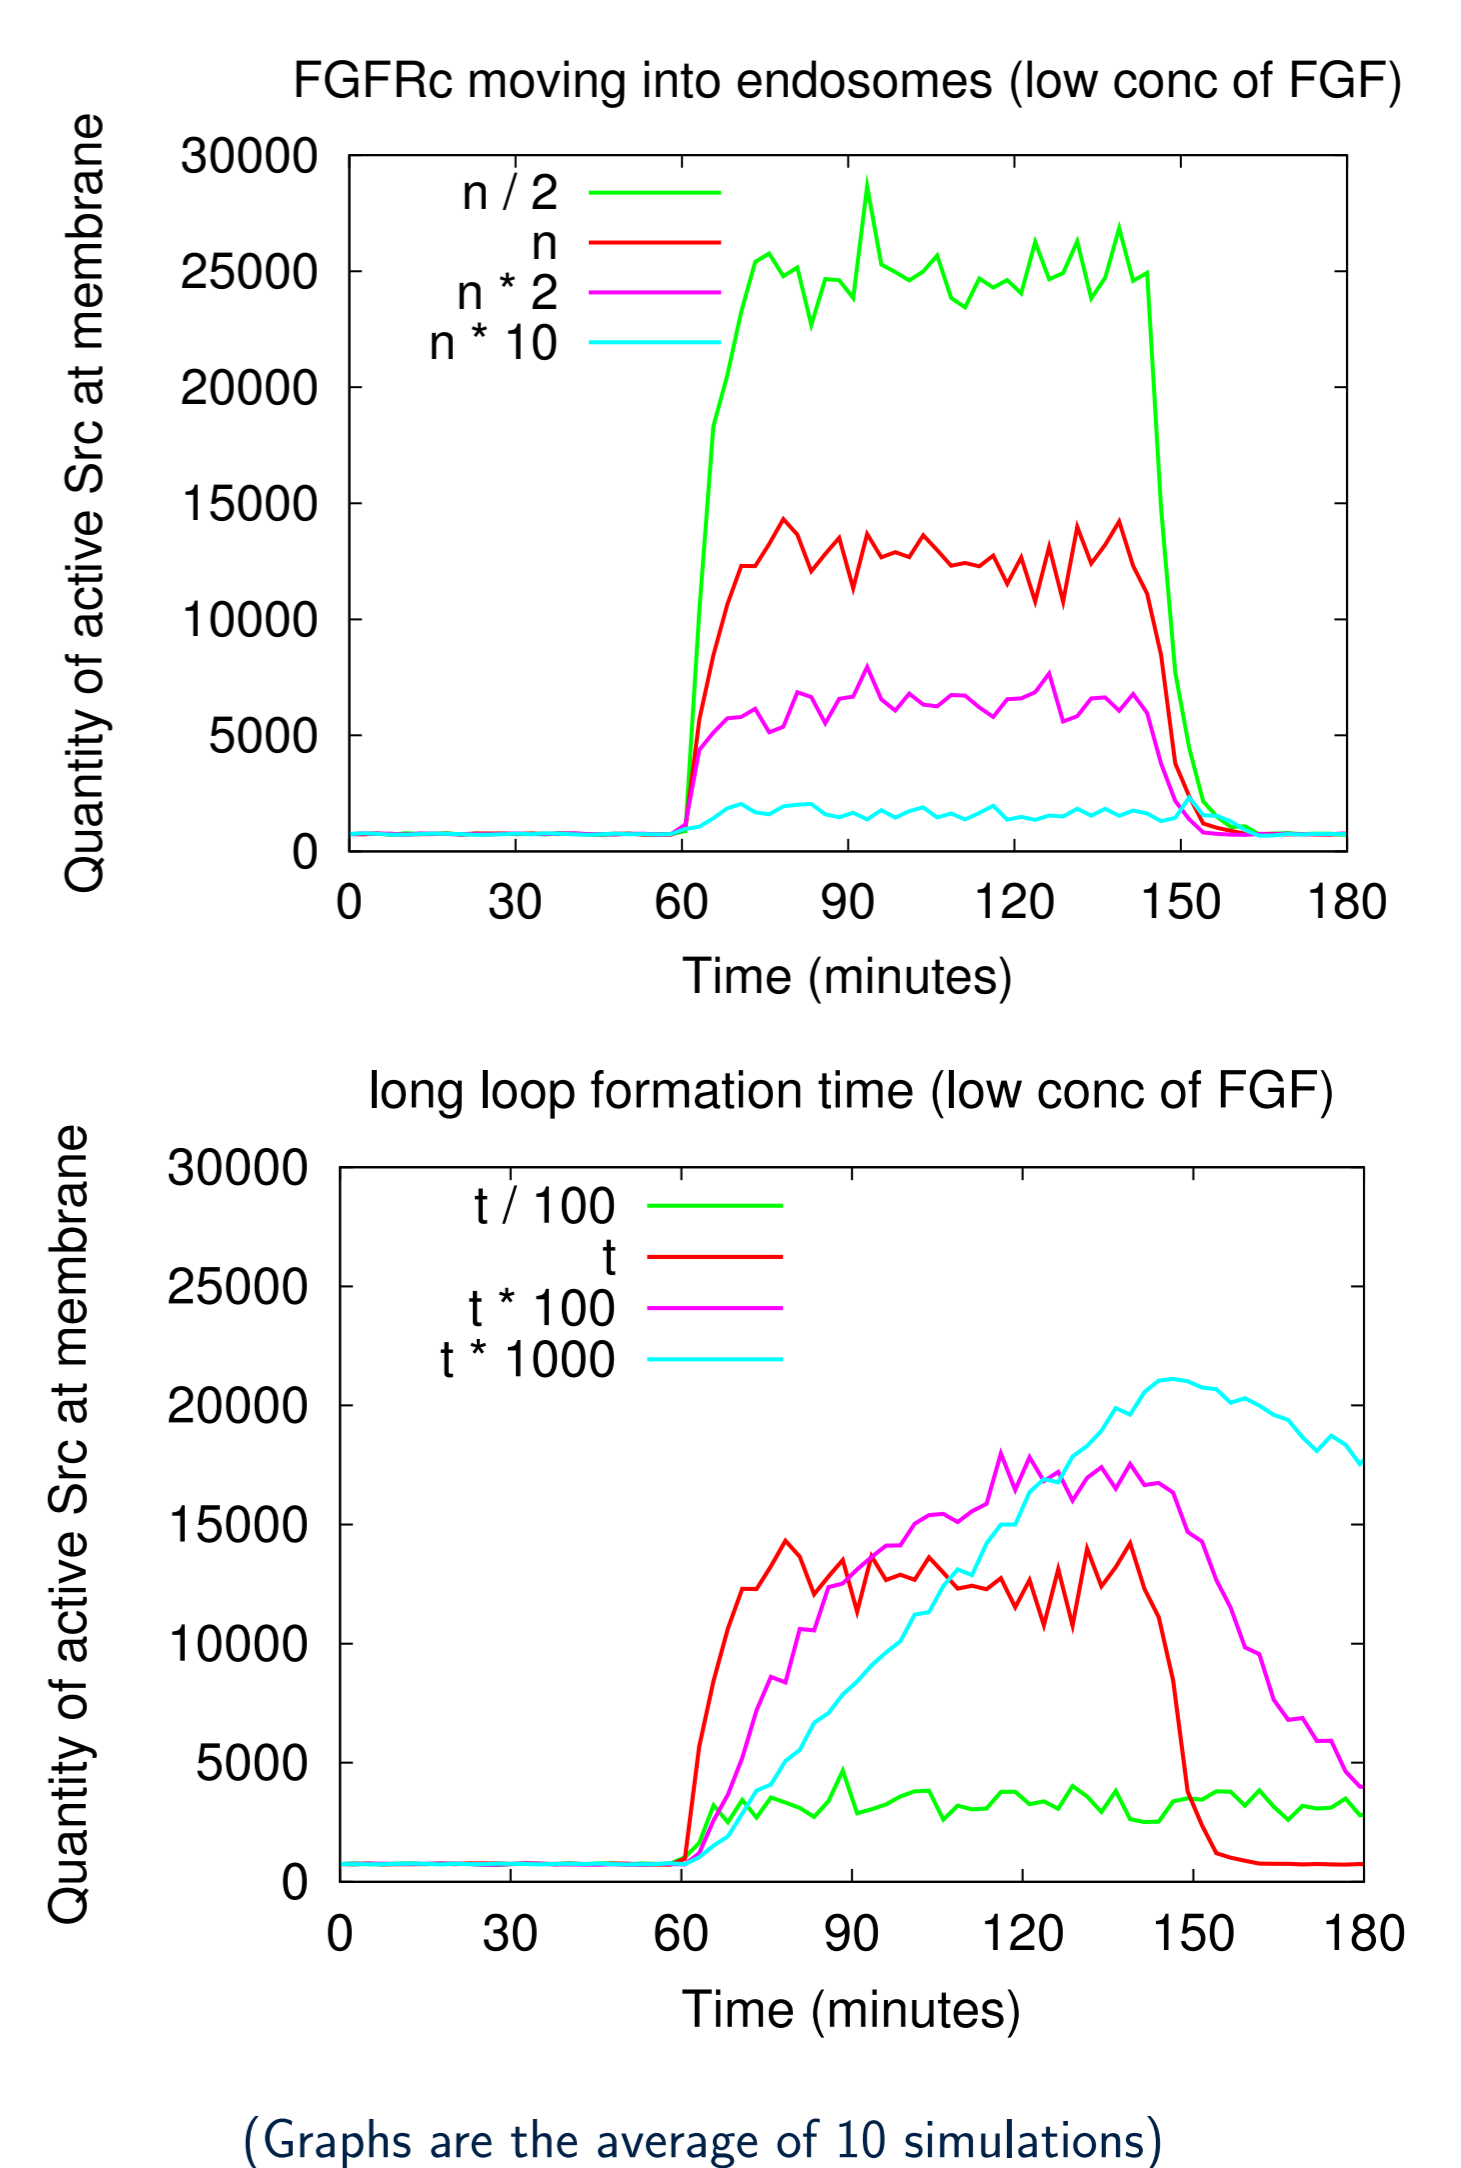 FGFRc moving into endosomes (low conc of FGF)
Quantity of active Src at membrane
30000
25000
20000
15000
10000
5000
0
n / 2
n
n * 2
n * 10
0 30 60 90 120 150 180
Time (minutes)
long loop formation time (low conc of FGF)
Quantity of active Src at membrane
30000
25000
20000
15000
10000
5000
0
t / 100
t
t * 100
t * 1000
0 30 60 90 120 150 180
Time (minutes)
(Graphs are the average of 10 simulations)